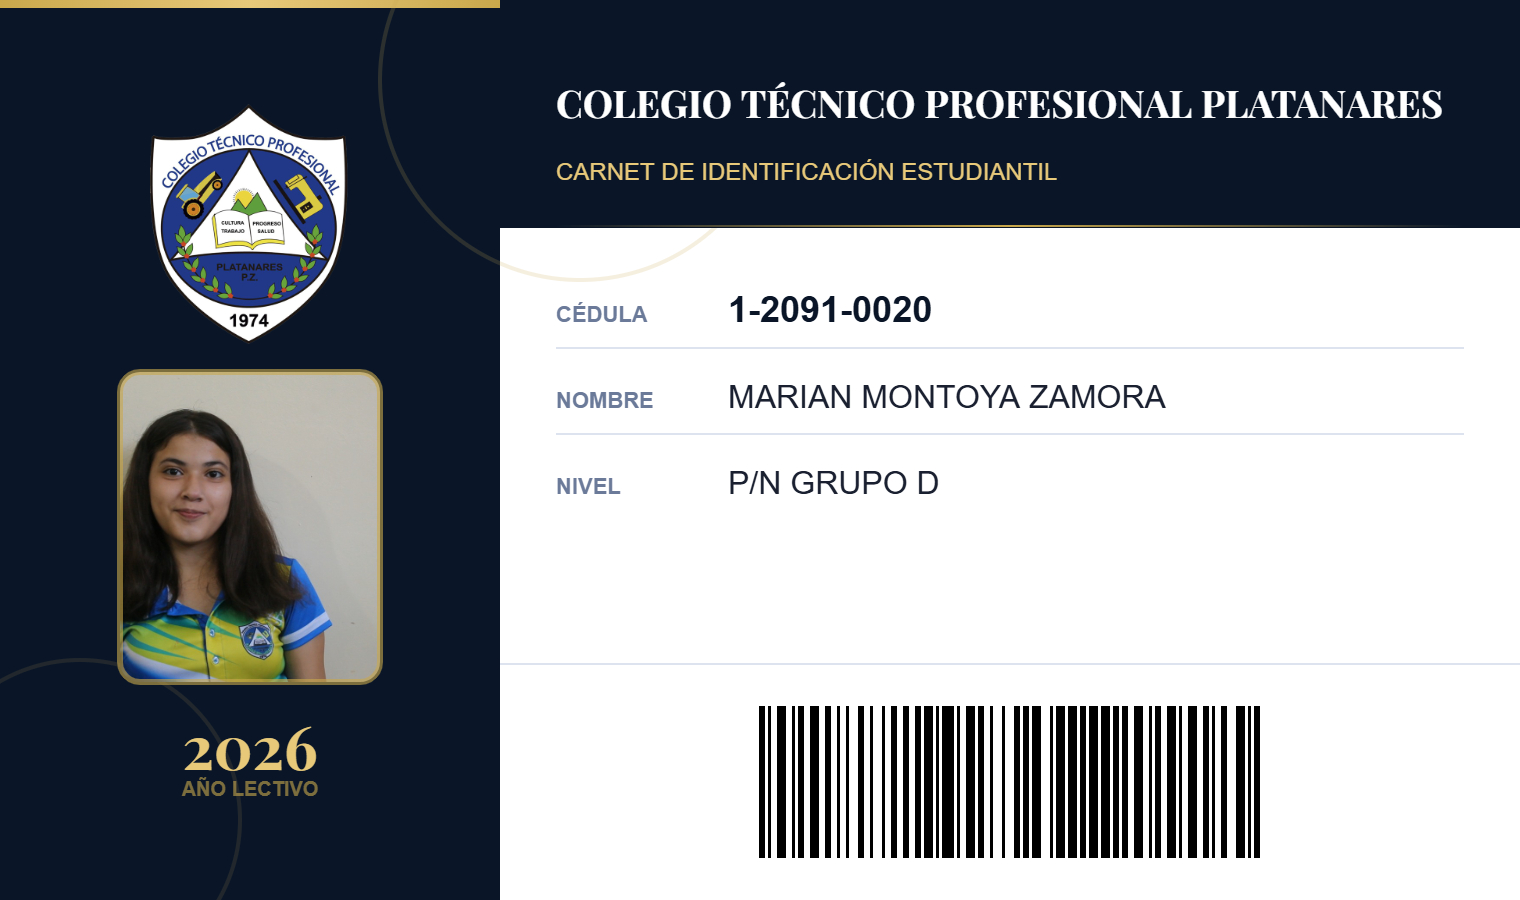 COLEGIO TÉCNICO PROFESIONAL
CULTURA PROGRESO
TRABAJO SALUD
PLATANARES
P.Z.
1974
2026
AÑO LECTIVO
COLEGIO TÉCNICO PROFESIONAL PLATANARES
CARNET DE IDENTIFICACIÓN ESTUDIANTIL
CÉDULA 1-2091-0020
NOMBRE MARIAN MONTOYA ZAMORA
NIVEL P/N GRUPO D